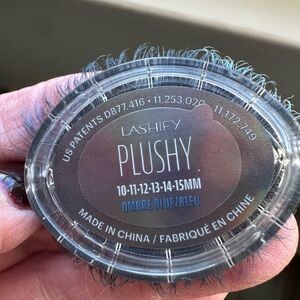 US PATENTS D877,416 • 11,253,020 • 11,172,749
LASHIFY
PLUSHY
10-11-12-13-14-15MM
OMBRÉ BLUE/BLEU
MADE IN CHINA / FABRIQUÉ EN CHINE